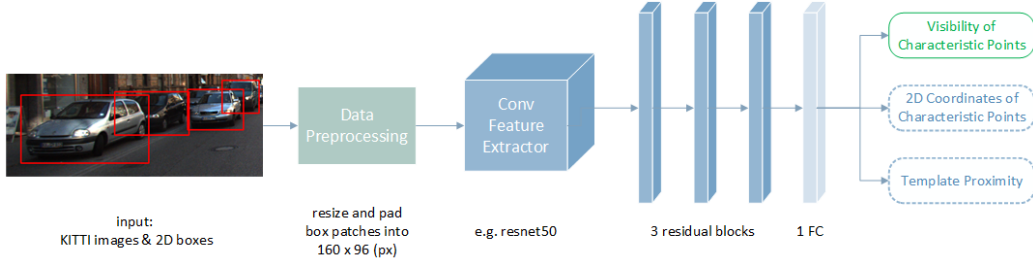 Visibility of
Characteristic Points
Data
Preprocessing
Conv
Feature
Extractor
2D Coordinates of
Characteristic Points
Template Proximity
input:
KITTI images & 2D boxes
resize and pad
box patches into
160 x 96 (px)
e.g. resnet50
3 residual blocks
1 FC